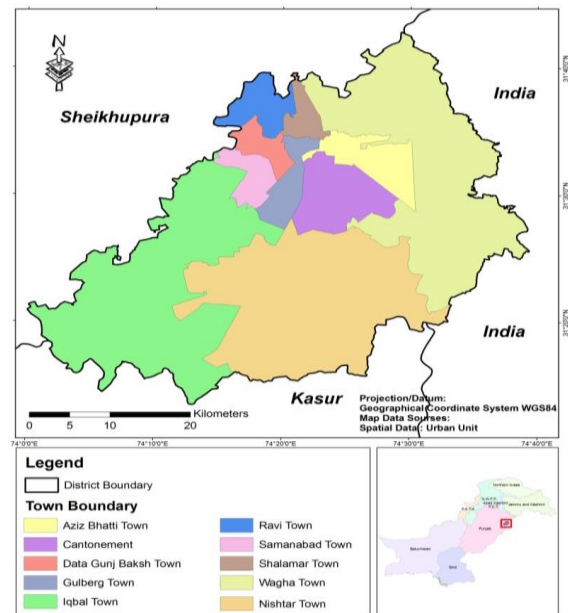 N
Sheikhupura
India
India
Kasur
Projection/Datum:
Geographical Coordinate System WGS84
Map Data Sourses:
Spatial Data : Urban Unit
0 5 10 20 Kilometers
74°0'0"E 74°10'0"E 74°20'0"E 74°30'0"E 74°40'0"E
Legend
District Boundary
Town Boundary
Aziz Bhatti Town
Cantonement
Data Gunj Baksh Town
Gulberg Town
Iqbal Town
Ravi Town
Samanabad Town
Shalamar Town
Wagha Town
Nishtar Town
Northern Areas
Punjab
Balochistan
Sind